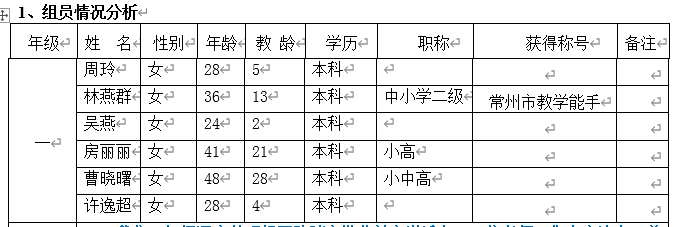 1、组员情况分析
年级 姓 名 性别 年龄 教 龄 学历 职称 获得称号 备注
周玲 女 28 5 本科
林燕群 女 36 13 本科 中小学二级 常州市教学能手
吴燕 女 24 2 本科
一 房丽丽 女 41 21 本科 小高
曹晓曙 女 48 28 本科 小中高
许逸超 女 28 4 本科